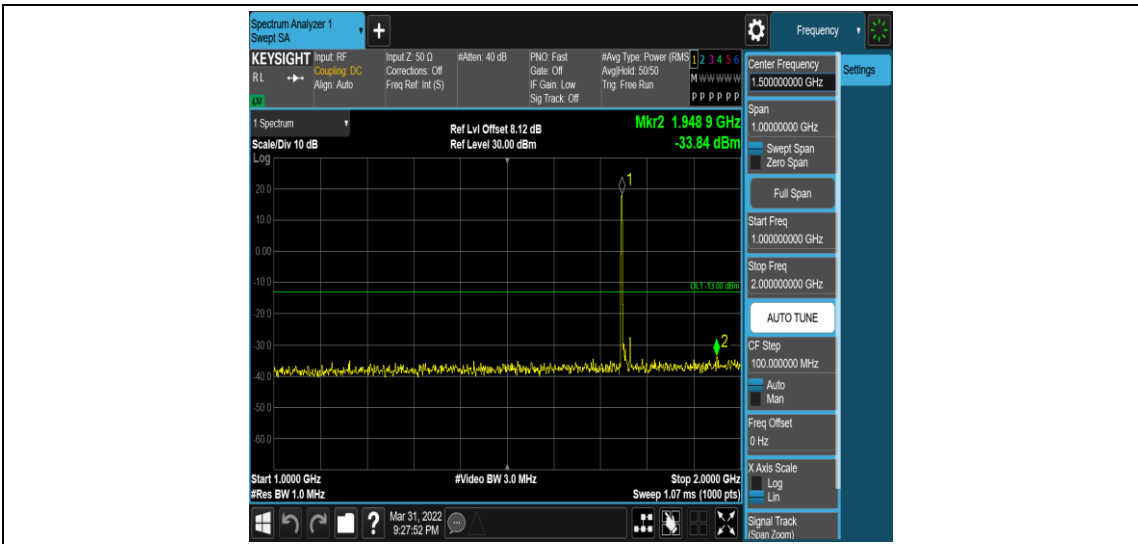 Spectrum Analyzer 1
Swept SA
+
Frequency
KEYSIGHT
RL
LXI
Input: RF
Coupling: DC
Align: Auto
Input Z: 50 Ω
Corrections: Off
Freq Ref: Int (S)
#Atten: 40 dB
PNO: Fast
Gate: Off
IF Gain: Low
Sig Track: Off
#Avg Type: Power (RMS
Avg|Hold: 50/50
Trig: Free Run
1 2 3 4 5 6
M W W W W W
P P P P P P
1 Spectrum
Scale/Div 10 dB
Log
Ref Lvl Offset 8.12 dB
Ref Level 30.00 dBm
Mkr2 1.948 9 GHz
-33.84 dBm
1
20.0
10.0
0.00
-10.0
DL1 -13.00 dBm
-20.0
-30.0
2
-40.0
-50.0
-60.0
Start 1.0000 GHz
#Res BW 1.0 MHz
#Video BW 3.0 MHz
Stop 2.0000 GHz
Sweep 1.07 ms (1000 pts)
?
Mar 31, 2022
9:27:52 PM
Center Frequency
1.500000000 GHz
Settings
Span
1.00000000 GHz
Swept Span
Zero Span
Full Span
Start Freq
1.000000000 GHz
Stop Freq
2.000000000 GHz
AUTO TUNE
CF Step
100.000000 MHz
Auto
Man
Freq Offset
0 Hz
X Axis Scale
Log
Lin
Signal Track
(Span Zoom)